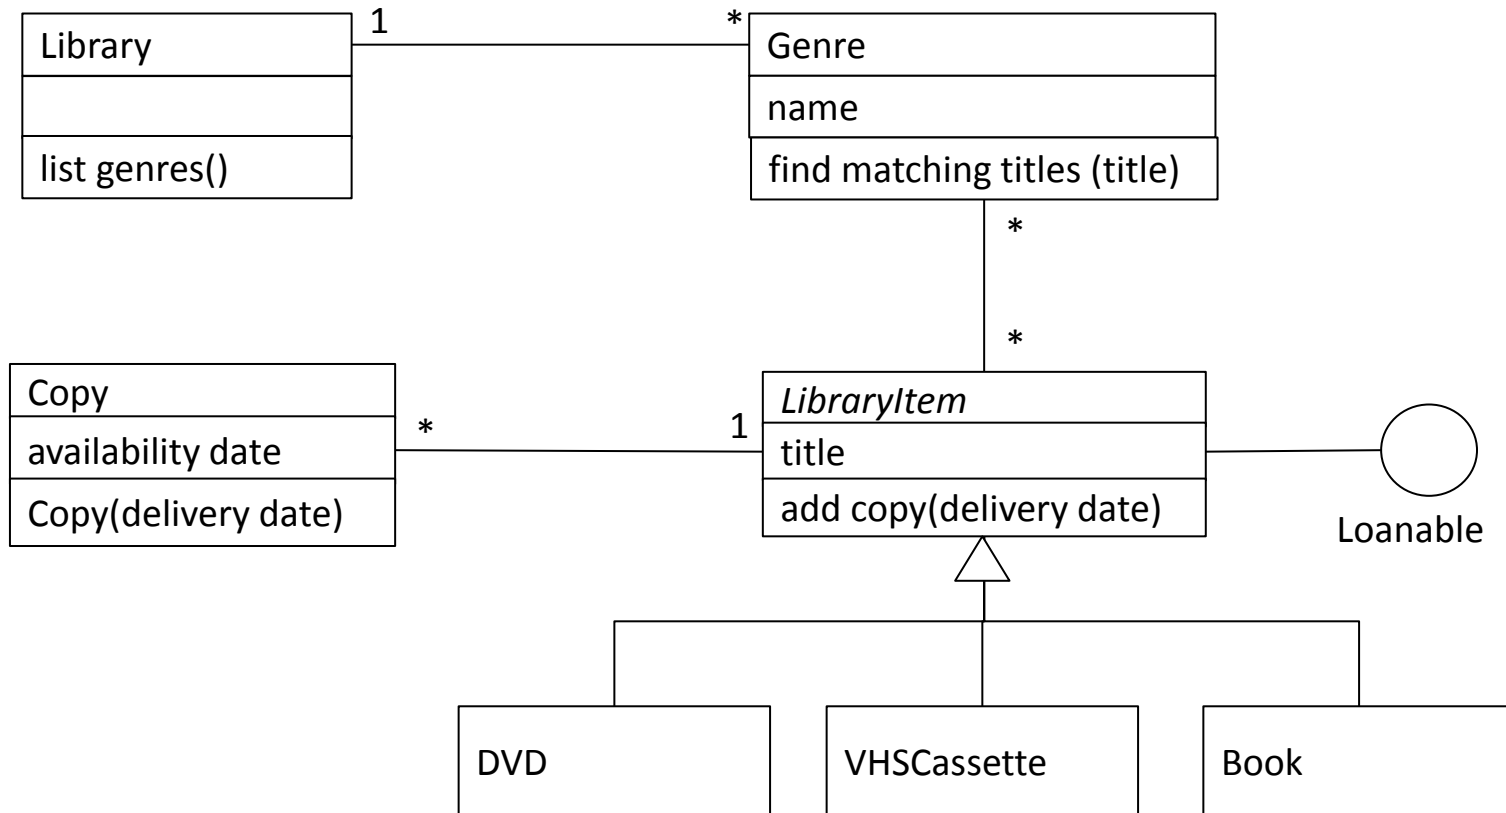 Library
list genres()
1
*
Genre
name
find matching titles (title)
*
*
Copy
availability date
Copy(delivery date)
*
1
LibraryItem
title
add copy(delivery date)
Loanable
DVD
VHSCassette
Book